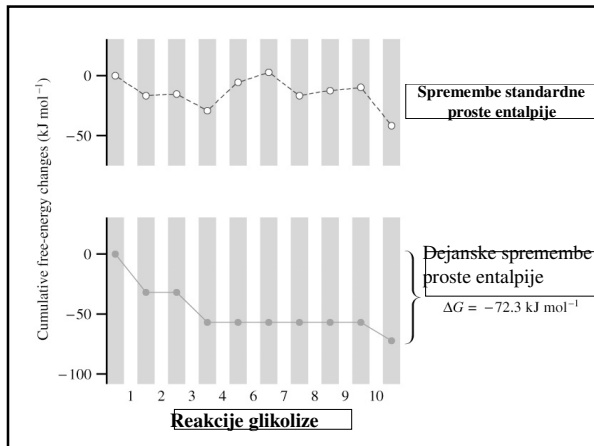 Cumulative free-energy changes (kJ mol⁻¹)
0
−50
Spremembe standardne
proste entalpije
0
−50
−100
Dejanske spremembe
proste entalpije
ΔG = −72.3 kJ mol⁻¹
1 2 3 4 5 6 7 8 9 10
Reakcije glikolize